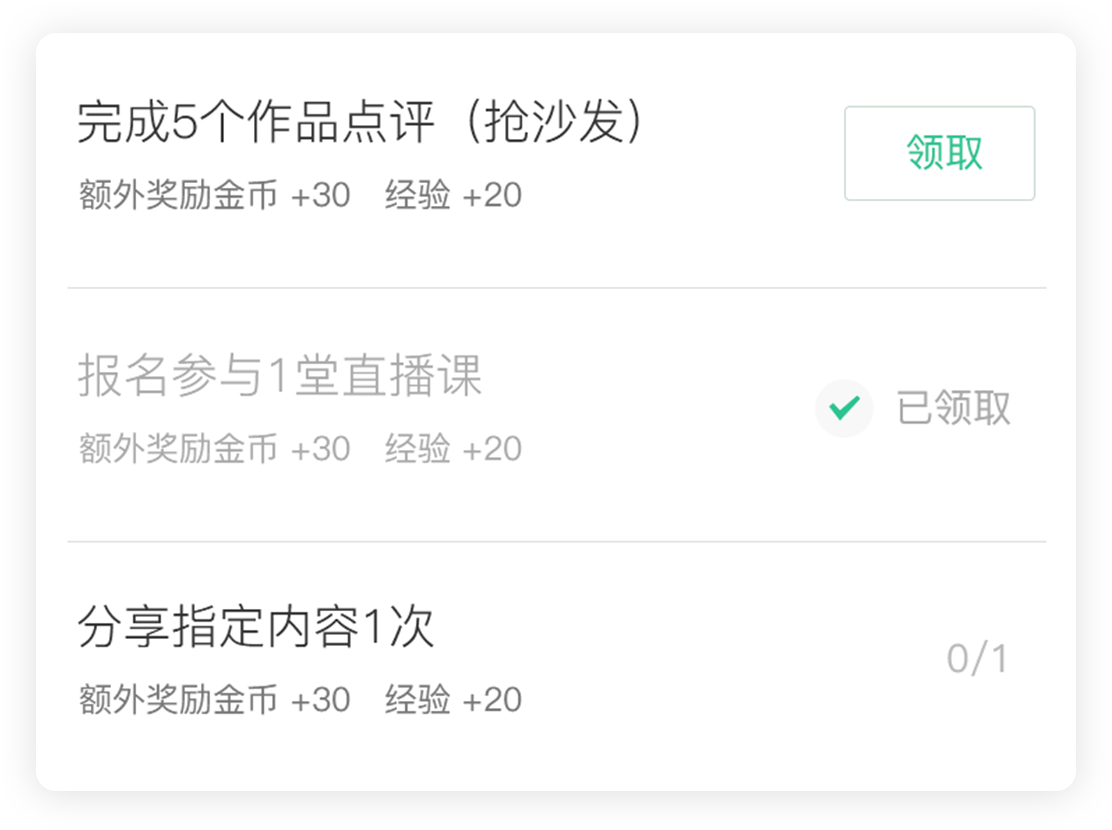 完成5个作品点评（抢沙发）
领取
额外奖励金币 +30 经验 +20
报名参与1堂直播课
已领取
额外奖励金币 +30 经验 +20
分享指定内容1次
0/1
额外奖励金币 +30 经验 +20